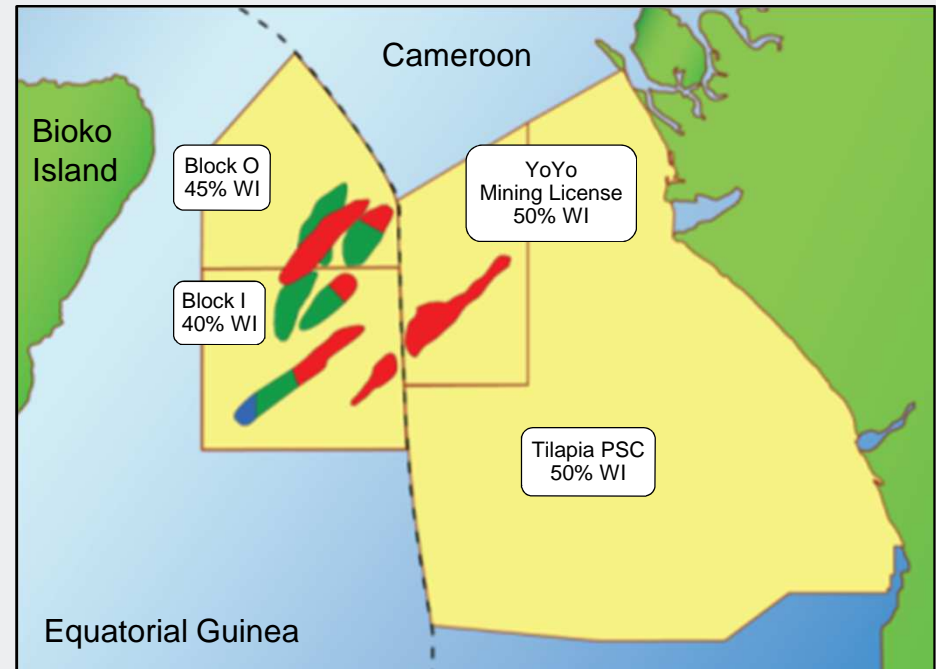 Cameroon
Bioko
Island
Block O
45% WI
YoYo
Mining License
50% WI
Block I
40% WI
Tilapia PSC
50% WI
Equatorial Guinea